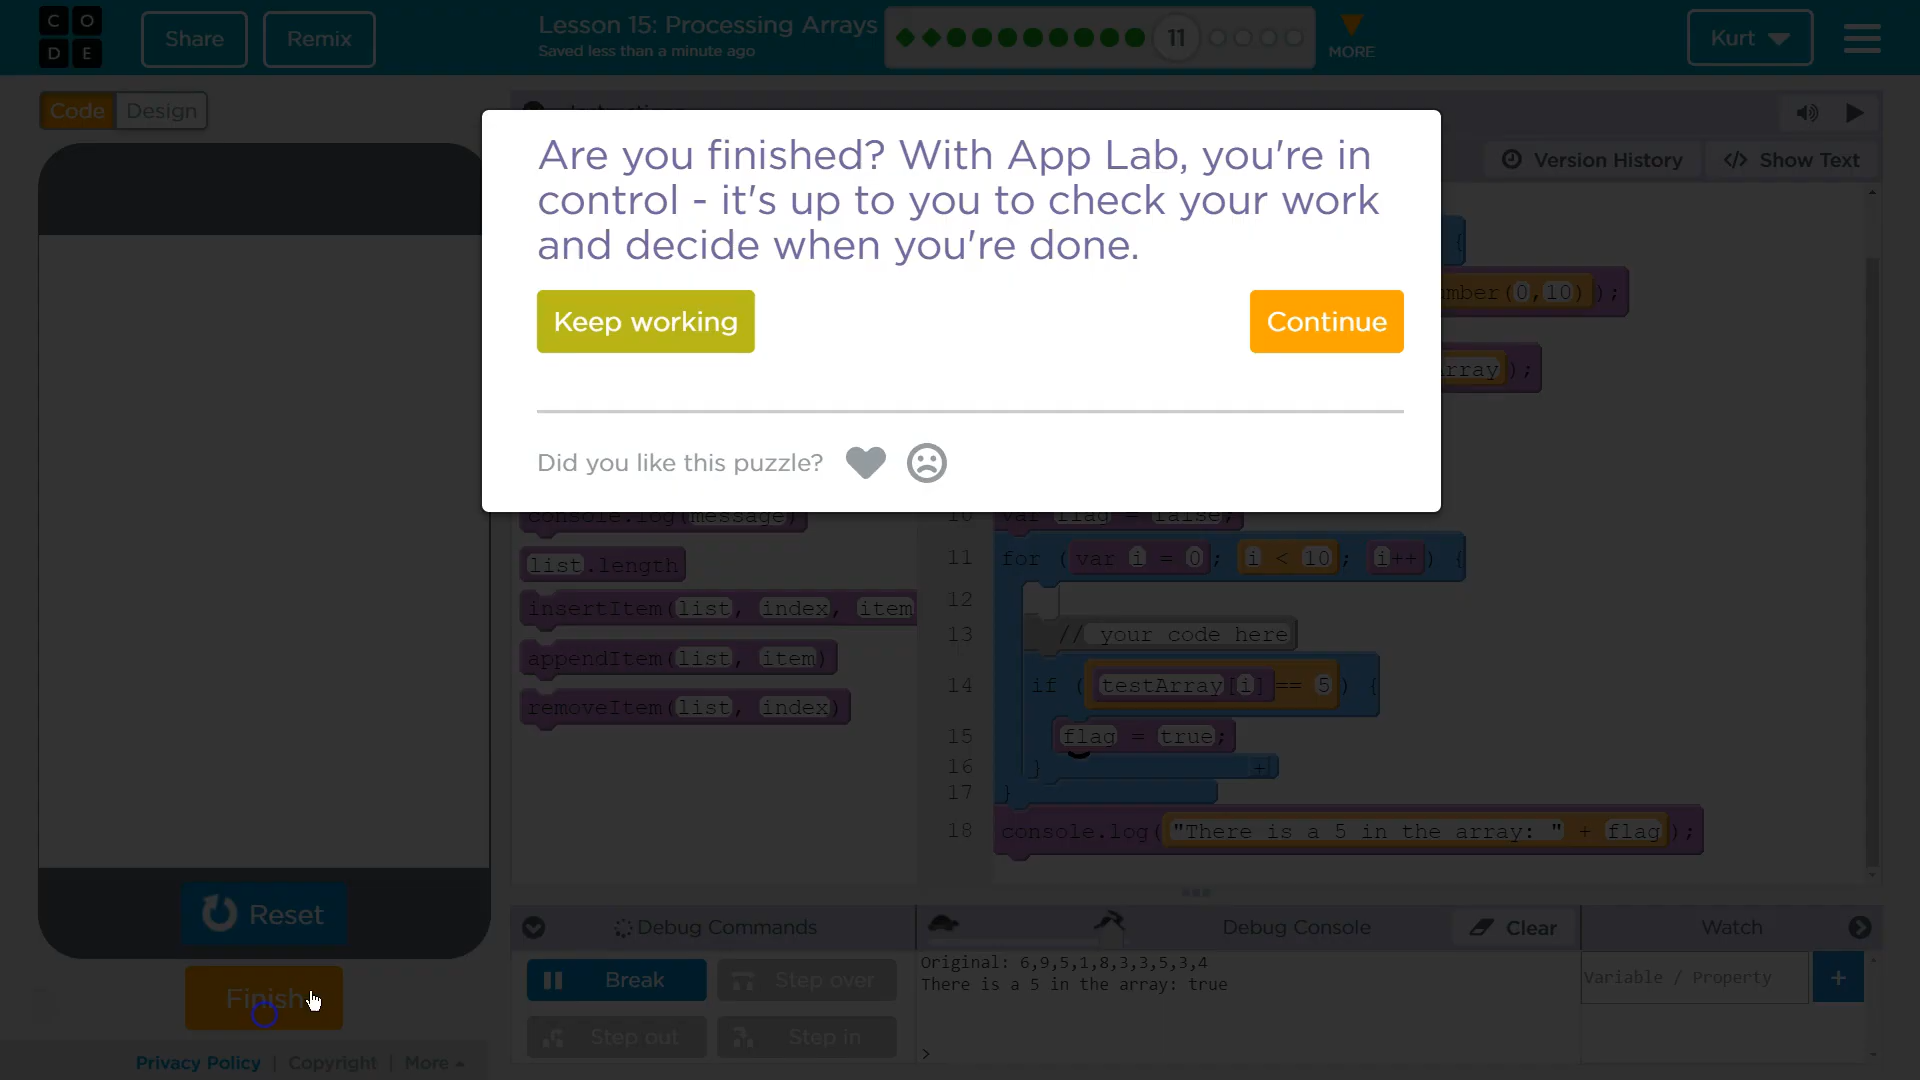 C O
D E
Share
Remix
Lesson 15: Processing Arrays
Saved less than a minute ago
11
MORE
Kurt
Code
Design
Version History
</> Show Text
Are you finished? With App Lab, you're in
control - it's up to you to check your work
and decide when you're done.
Keep working
Continue
Did you like this puzzle?
{
mber(0,10));
rray);
console.log(message)
list.length
insertItem(list, index, item
appendItem(list, item)
removeItem(list, index)
10 var flag = false;
11 for (var i = 0; i < 10; i++) {
12
13 // your code here
14 if (testArray[i] == 5) {
15 flag = true;
16 } +
17 }
18 console.log("There is a 5 in the array: " + flag);
Reset
Finish
Debug Commands
Debug Console
Clear
Watch
Break
Step over
Step out
Step in
Original: 6,9,5,1,8,3,3,5,3,4
There is a 5 in the array: true
>
Variable / Property
+
Privacy Policy | Copyright | More